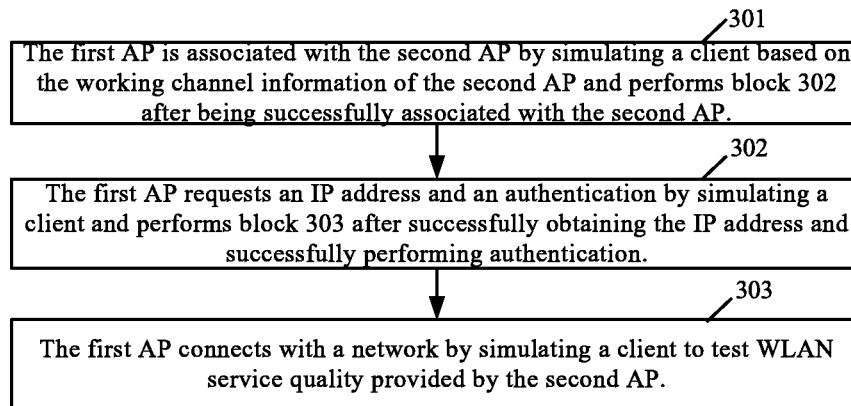 301
The first AP is associated with the second AP by simulating a client based on
the working channel information of the second AP and performs block 302
after being successfully associated with the second AP.
302
The first AP requests an IP address and an authentication by simulating a
client and performs block 303 after successfully obtaining the IP address and
successfully performing authentication.
303
The first AP connects with a network by simulating a client to test WLAN
service quality provided by the second AP.